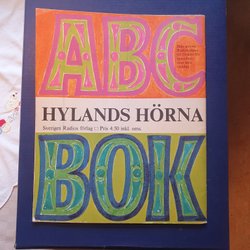 ABC
HYLANDS HÖRNA
Sveriges Radios förlag Pris 4:50 inkl. oms.
BOK